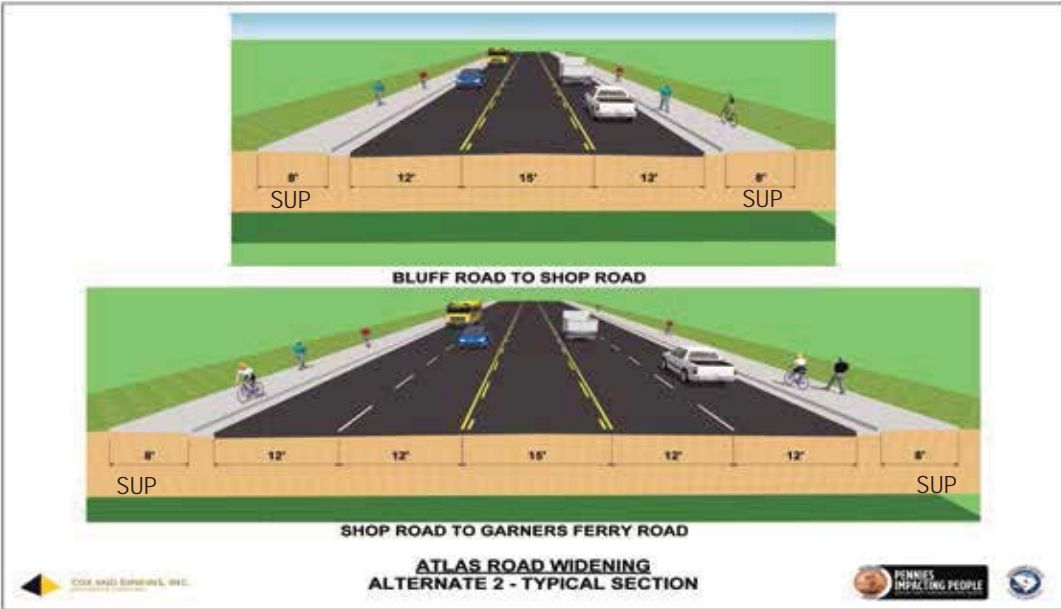 8' 12' 15' 12' 8'
SUP SUP
BLUFF ROAD TO SHOP ROAD
8' 12' 12' 15' 12' 12' 8'
SUP SUP
SHOP ROAD TO GARNERS FERRY ROAD
ATLAS ROAD WIDENING
ALTERNATE 2 - TYPICAL SECTION
COX AND DINKINS, INC.
PENNIES
IMPACTING PEOPLE